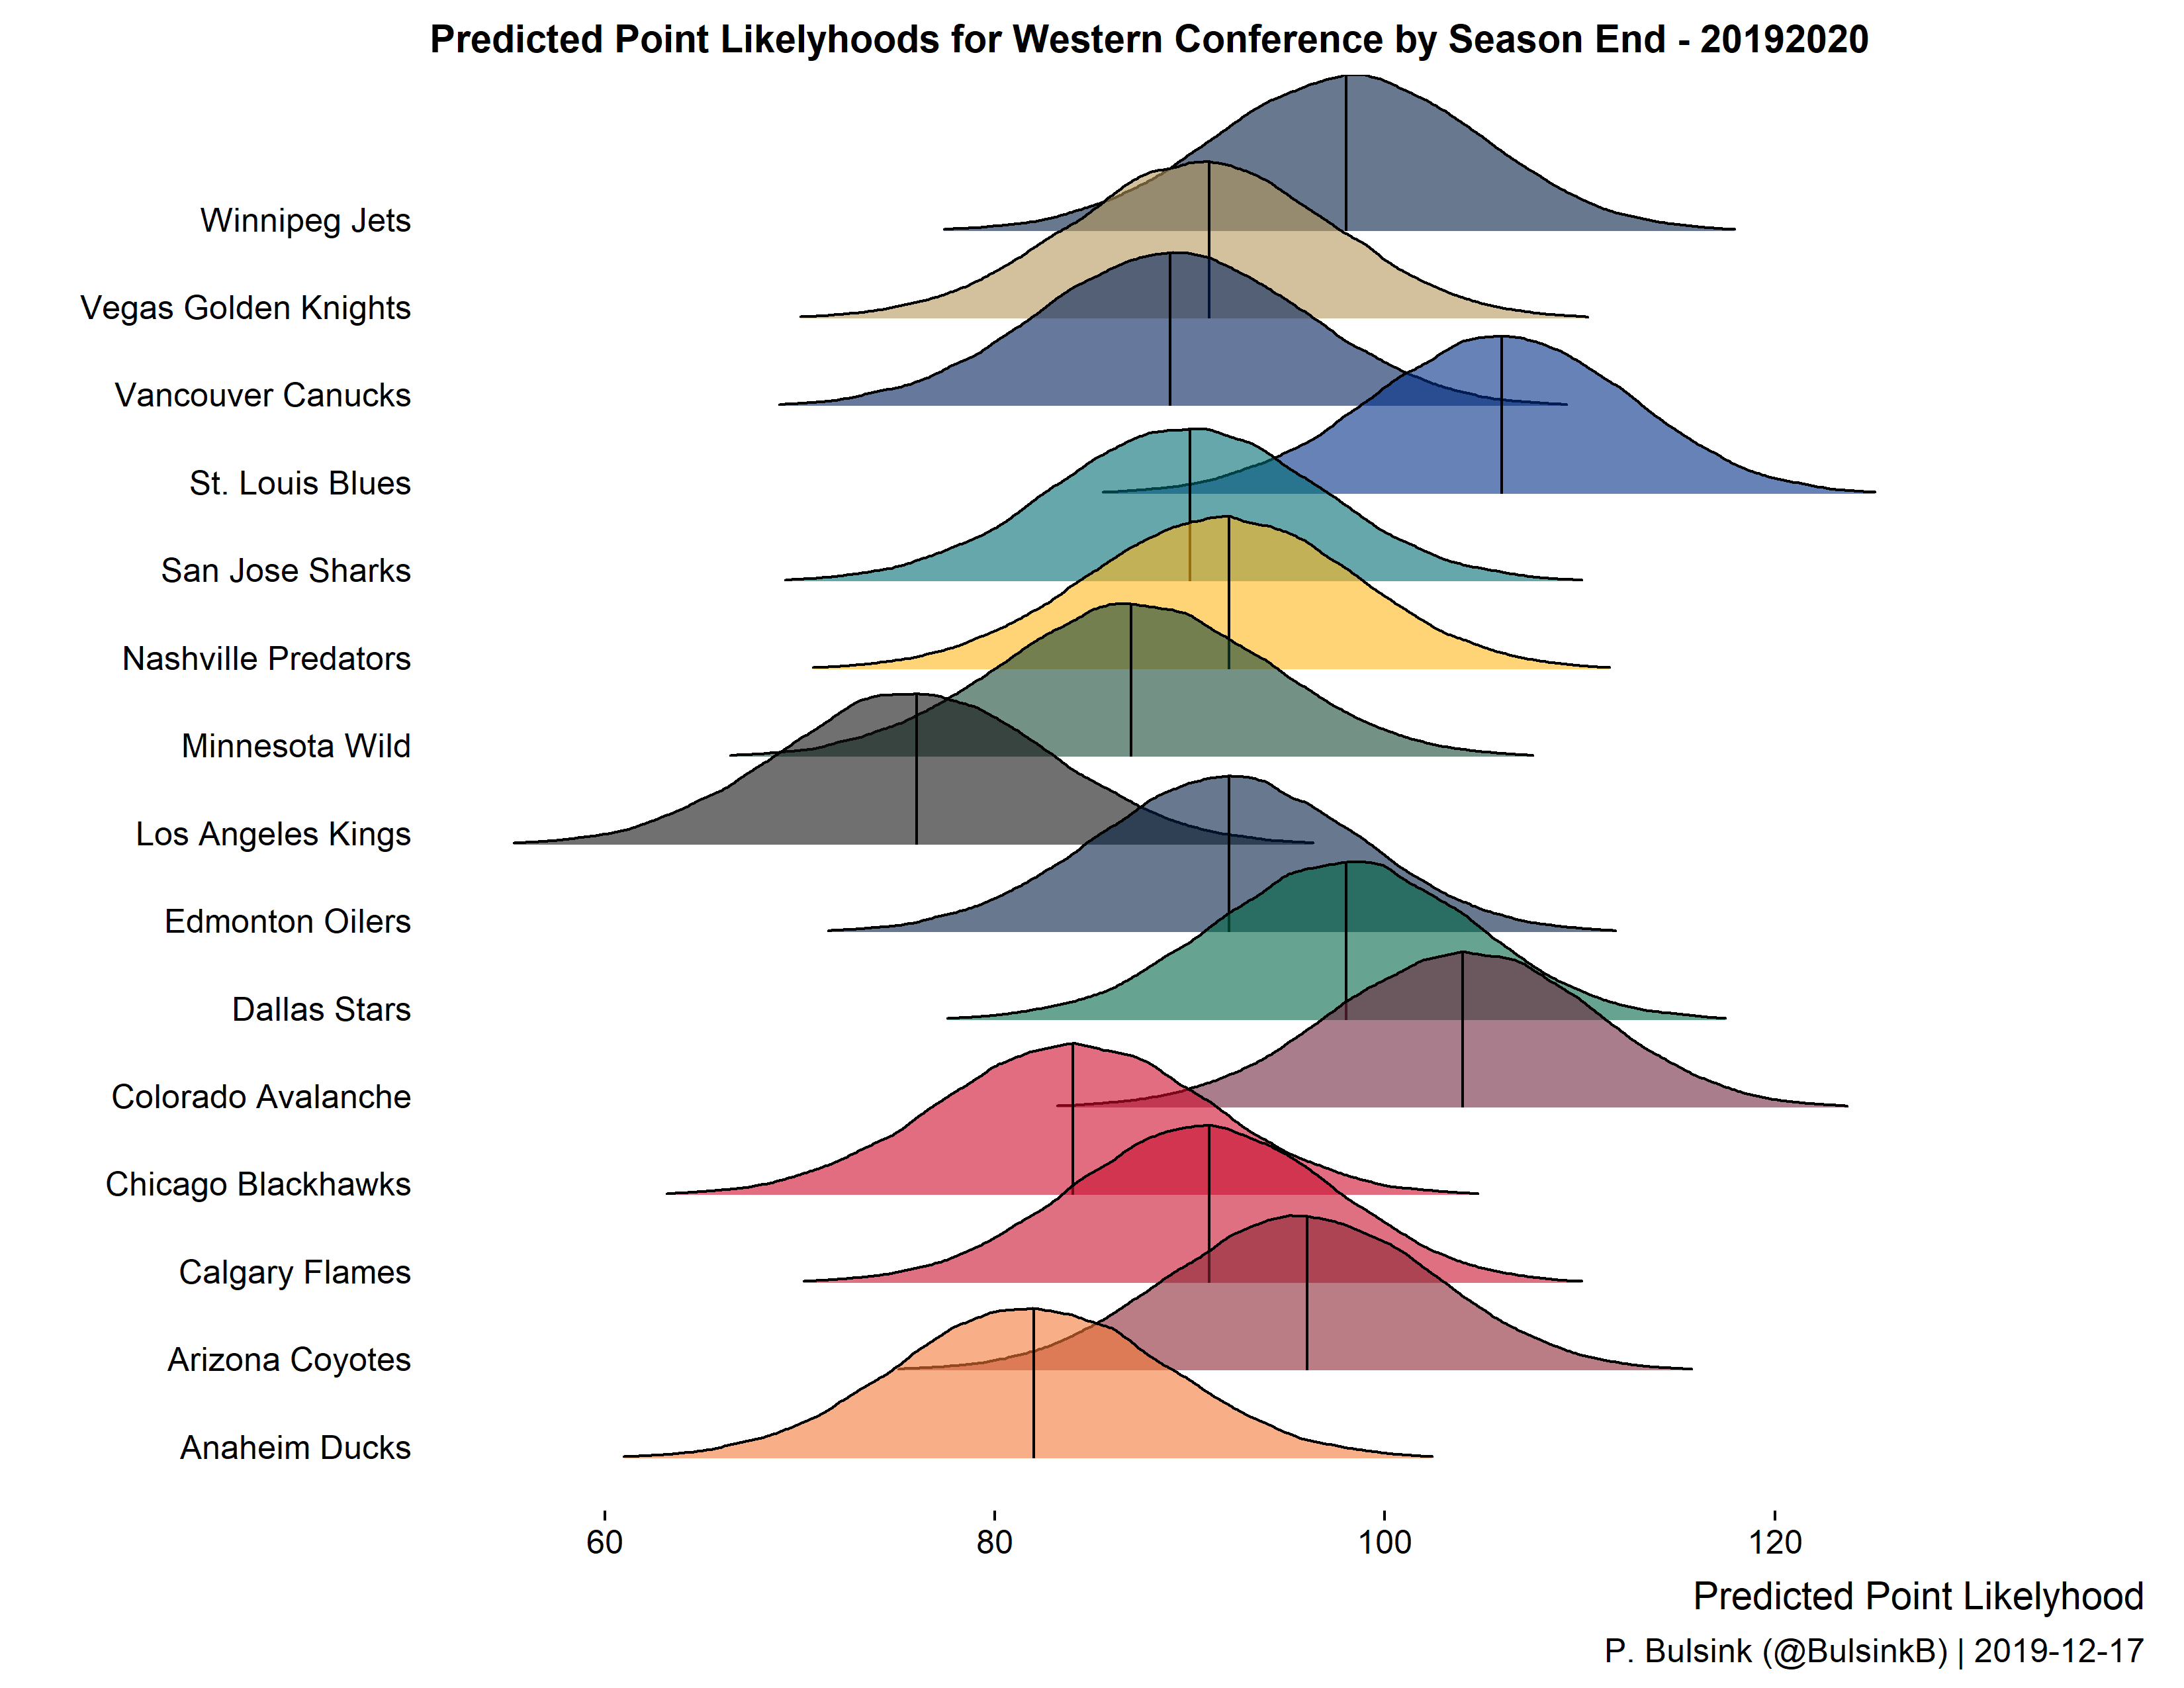 Predicted Point Likelyhoods for Western Conference by Season End - 20192020
Winnipeg Jets
Vegas Golden Knights
Vancouver Canucks
St. Louis Blues
San Jose Sharks
Nashville Predators
Minnesota Wild
Los Angeles Kings
Edmonton Oilers
Dallas Stars
Colorado Avalanche
Chicago Blackhawks
Calgary Flames
Arizona Coyotes
Anaheim Ducks
60 80 100 120
Predicted Point Likelyhood
P. Bulsink (@BulsinkB) | 2019-12-17